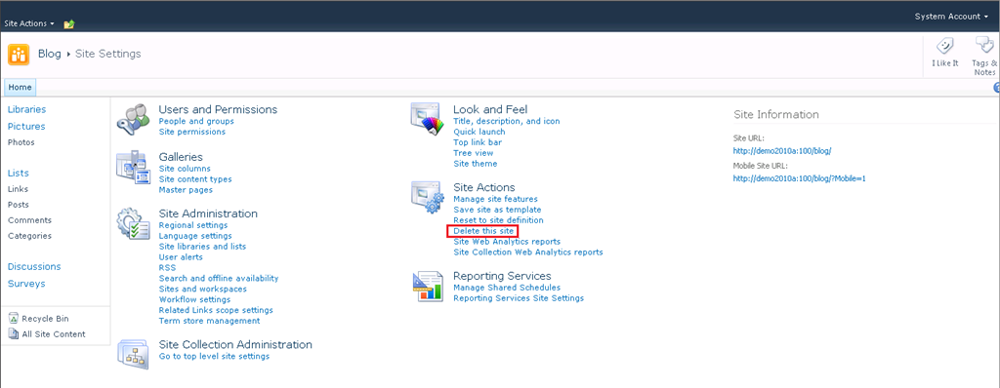 Site Actions
System Account
Blog ▸ Site Settings
I Like It
Tags &
Notes
Home
Libraries
Pictures
Photos
Lists
Links
Posts
Comments
Categories
Discussions
Surveys
Recycle Bin
All Site Content
Users and Permissions
People and groups
Site permissions
Galleries
Site columns
Site content types
Master pages
Site Administration
Regional settings
Language settings
Site libraries and lists
User alerts
RSS
Search and offline availability
Sites and workspaces
Workflow settings
Related Links scope settings
Term store management
Site Collection Administration
Go to top level site settings
Look and Feel
Title, description, and icon
Quick launch
Top link bar
Tree view
Site theme
Site Actions
Manage site features
Save site as template
Reset to site definition
Delete this site
Site Web Analytics reports
Site Collection Web Analytics reports
Reporting Services
Manage Shared Schedules
Reporting Services Site Settings
Site Information
Site URL:
http://demo2010a:100/blog/
Mobile Site URL:
http://demo2010a:100/blog/?Mobile=1